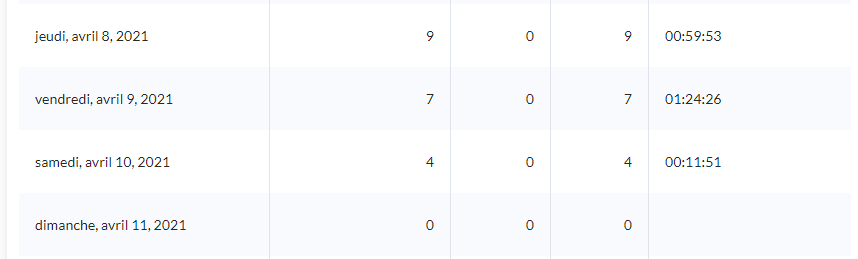 jeudi, avril 8, 2021 9 0 9 00:59:53
vendredi, avril 9, 2021 7 0 7 01:24:26
samedi, avril 10, 2021 4 0 4 00:11:51
dimanche, avril 11, 2021 0 0 0